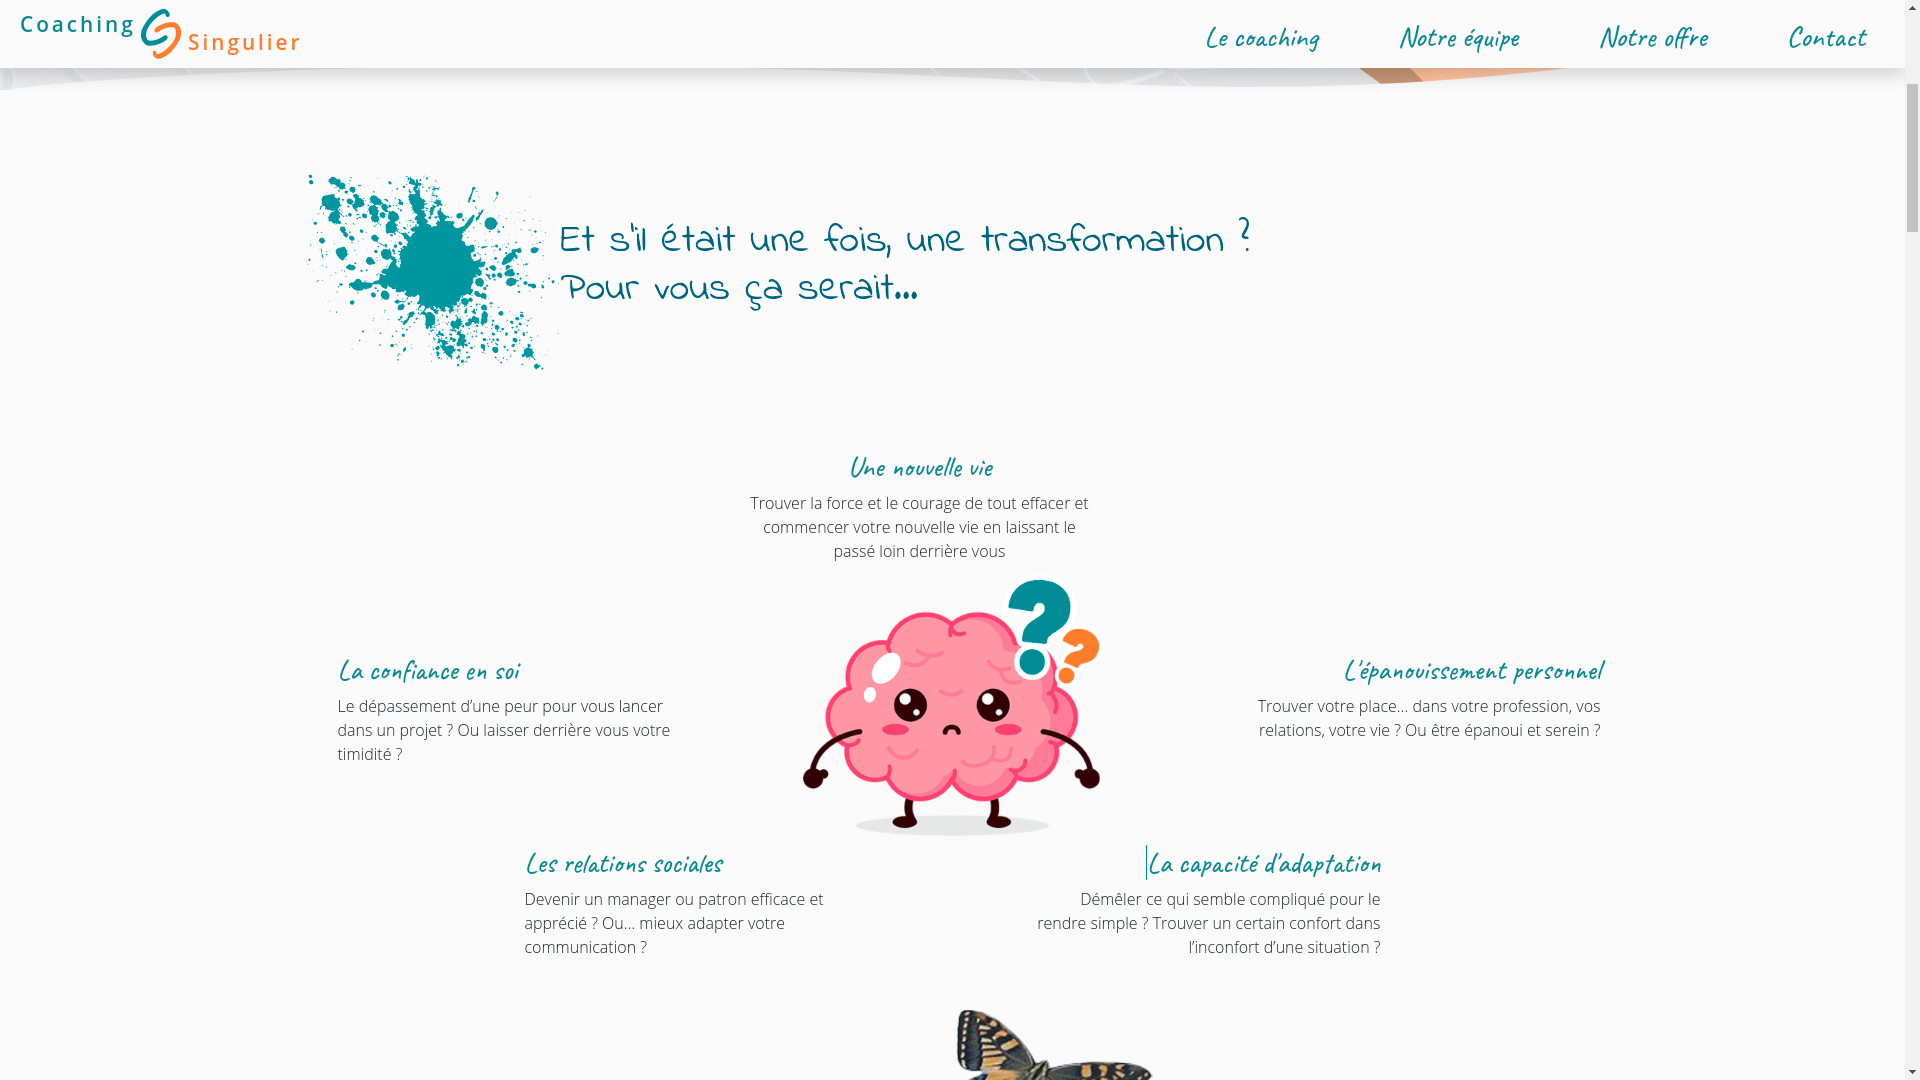 Coaching
Singulier
Le coaching
Notre équipe
Notre offre
Contact
Et s'il était une fois, une transformation ?
Pour vous ça serait...
Une nouvelle vie
Trouver la force et le courage de tout effacer et
commencer votre nouvelle vie en laissant le
passé loin derrière vous
? ?
La confiance en soi
Le dépassement d’une peur pour vous lancer
dans un projet ? Ou laisser derrière vous votre
timidité ?
L'épanouissement personnel
Trouver votre place… dans votre profession, vos
relations, votre vie ? Ou être épanoui et serein ?
Les relations sociales
Devenir un manager ou patron efficace et
apprécié ? Ou… mieux adapter votre
communication ?
La capacité d'adaptation
Démêler ce qui semble compliqué pour le
rendre simple ? Trouver un certain confort dans
l’inconfort d’une situation ?